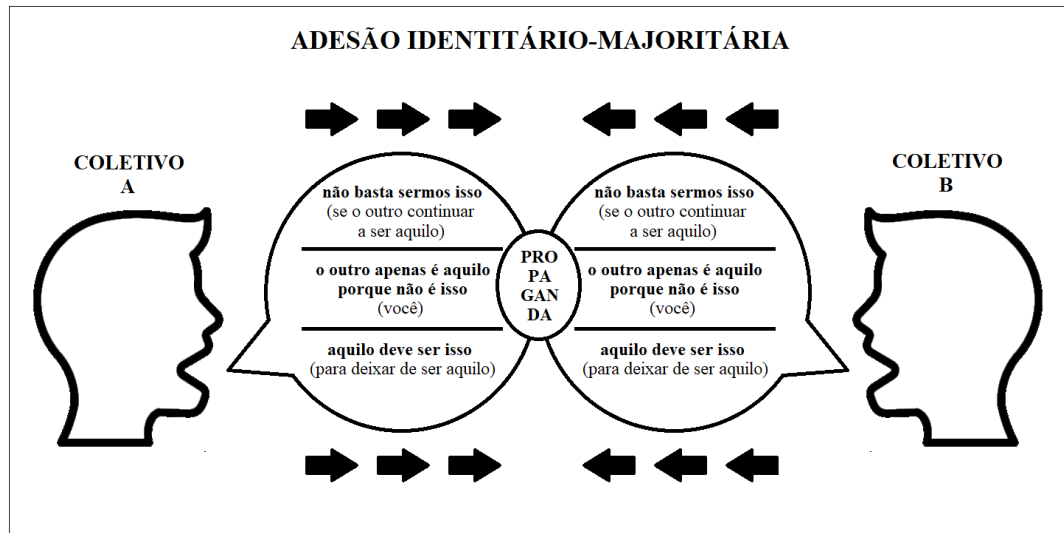 ADESÃO IDENTITÁRIO-MAJORITÁRIA
COLETIVO
A
não basta sermos isso
(se o outro continuar
a ser aquilo)
o outro apenas é aquilo
porque não é isso
(você)
aquilo deve ser isso
(para deixar de ser aquilo)
PRO
PA
GAN
DA
não basta sermos isso
(se o outro continuar
a ser aquilo)
o outro apenas é aquilo
porque não é isso
(você)
aquilo deve ser isso
(para deixar de ser aquilo)
COLETIVO
B